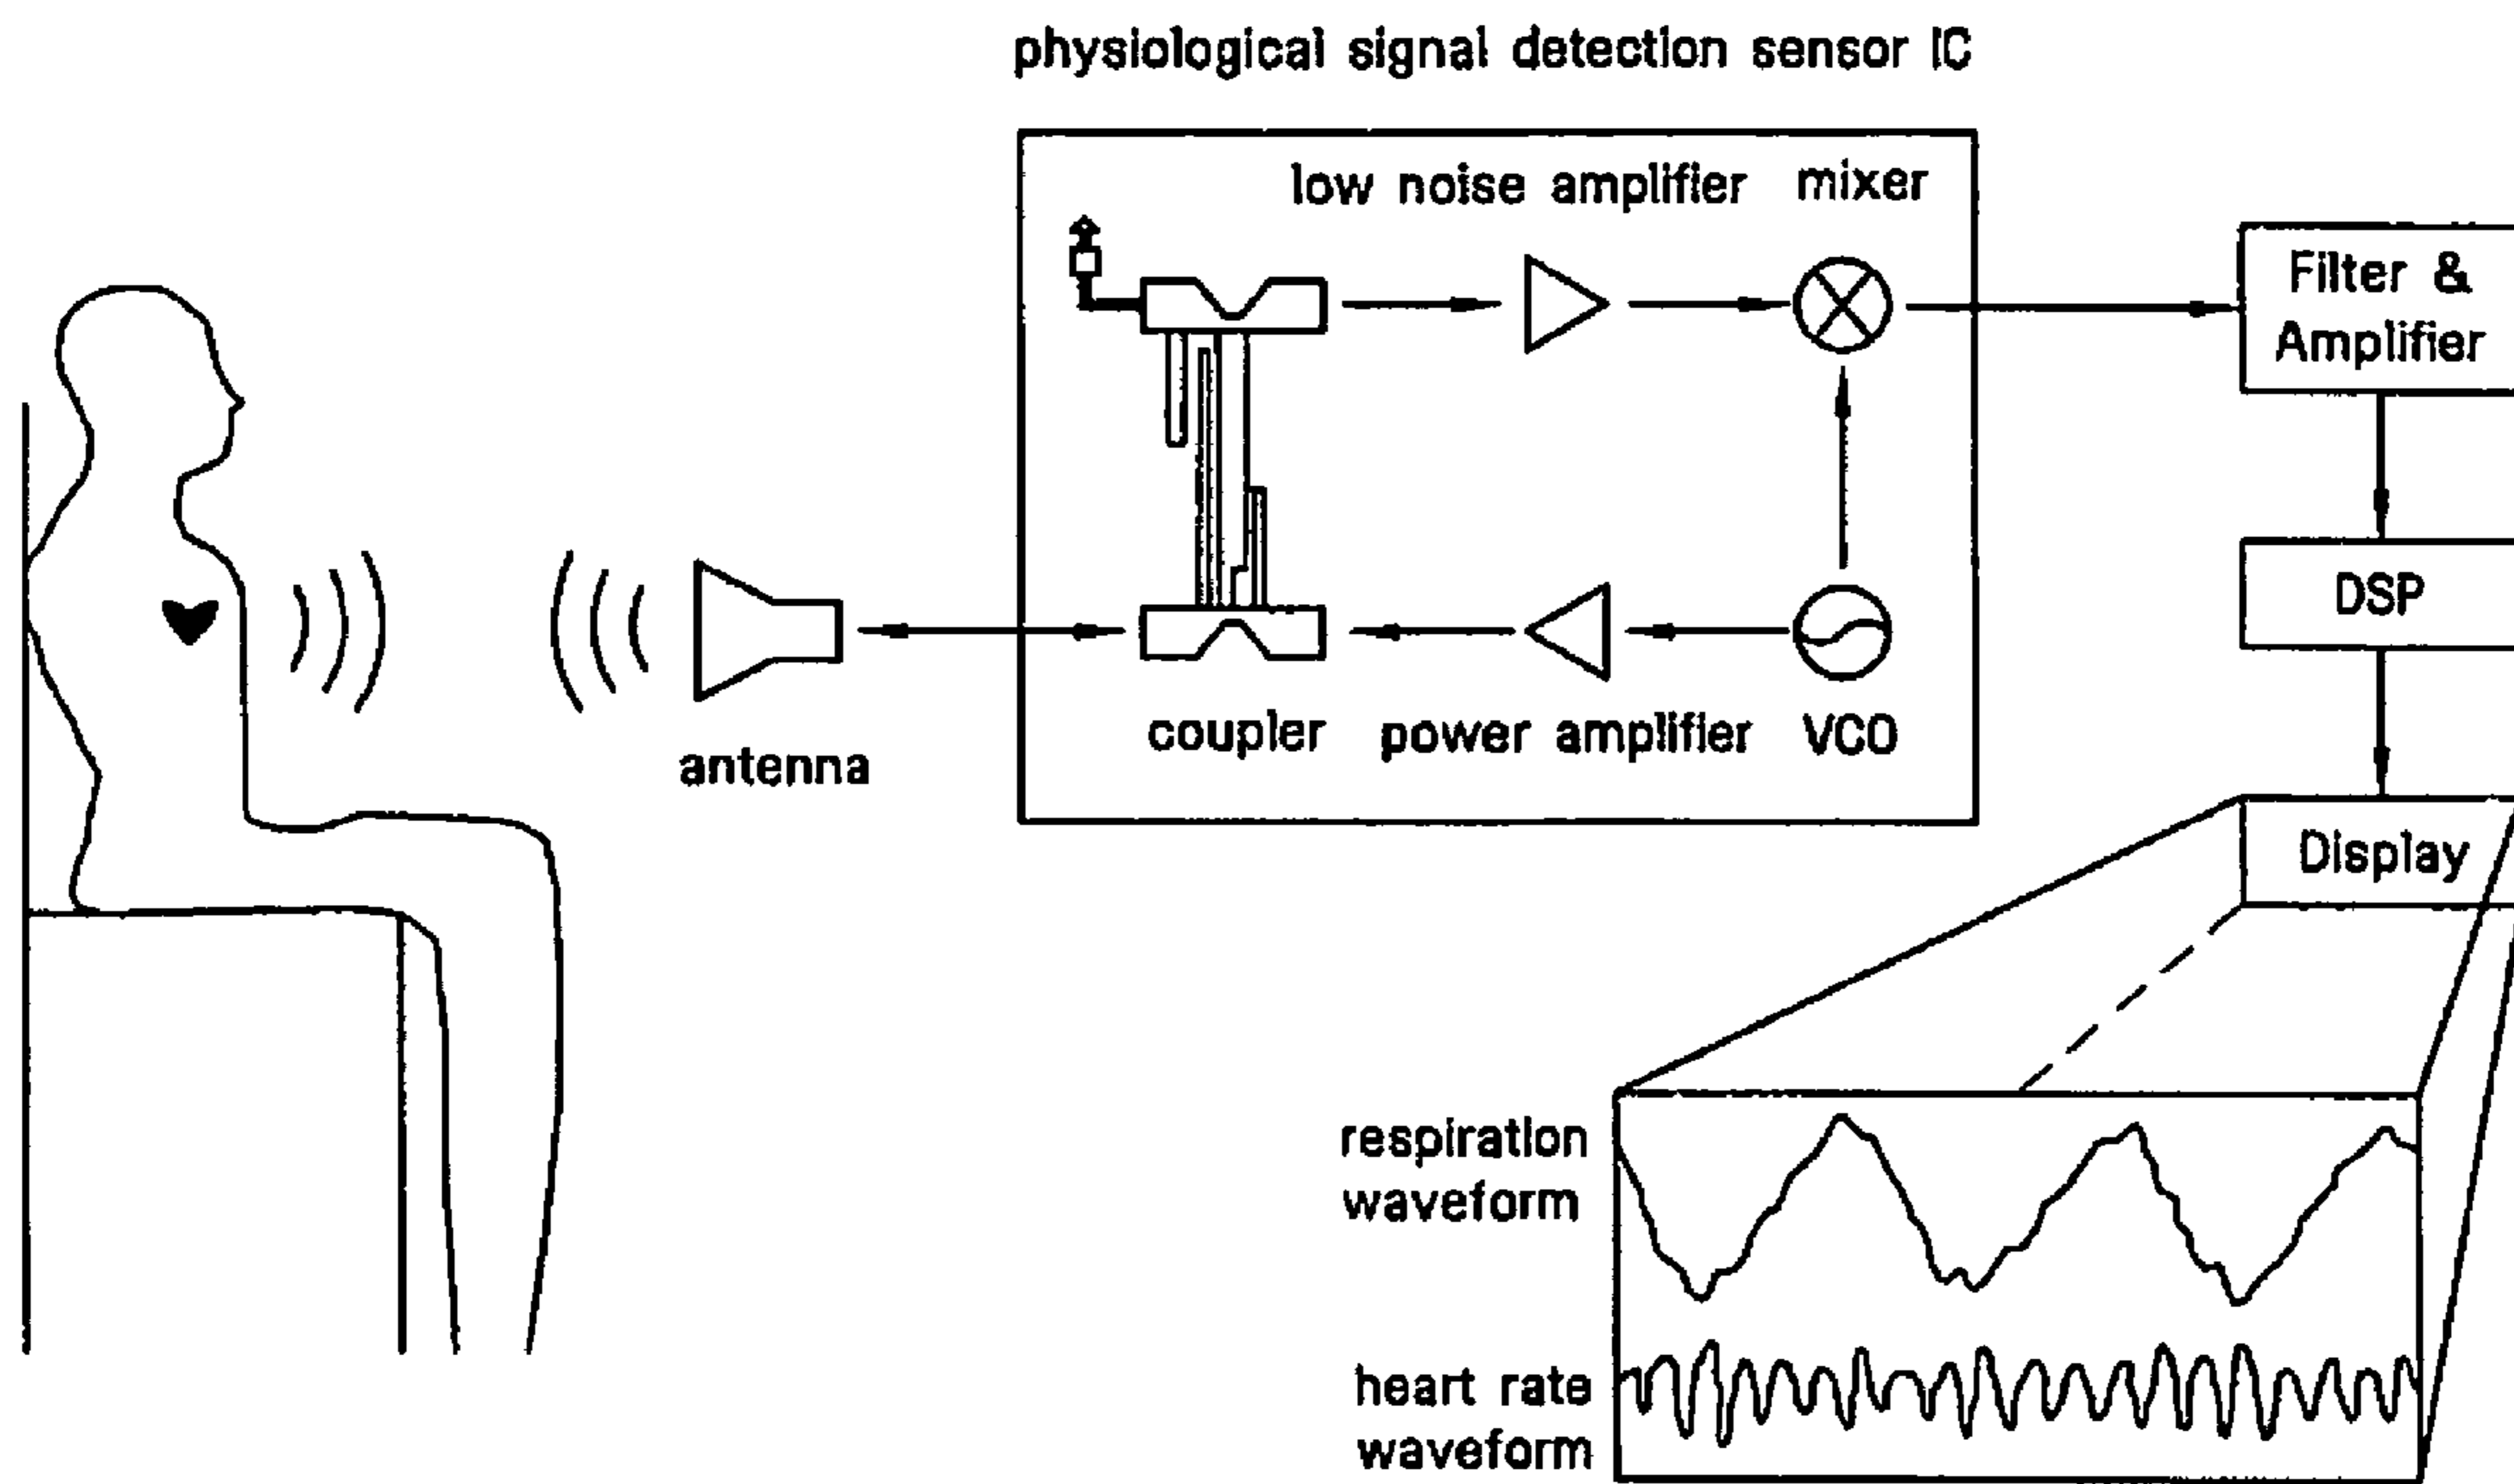 physiological signal detection sensor IC
low noise amplifier
mixer
Filter &
Amplifier
DSP
coupler
power amplifier
VCO
antenna
Display
respiration
waveform
heart rate
waveform